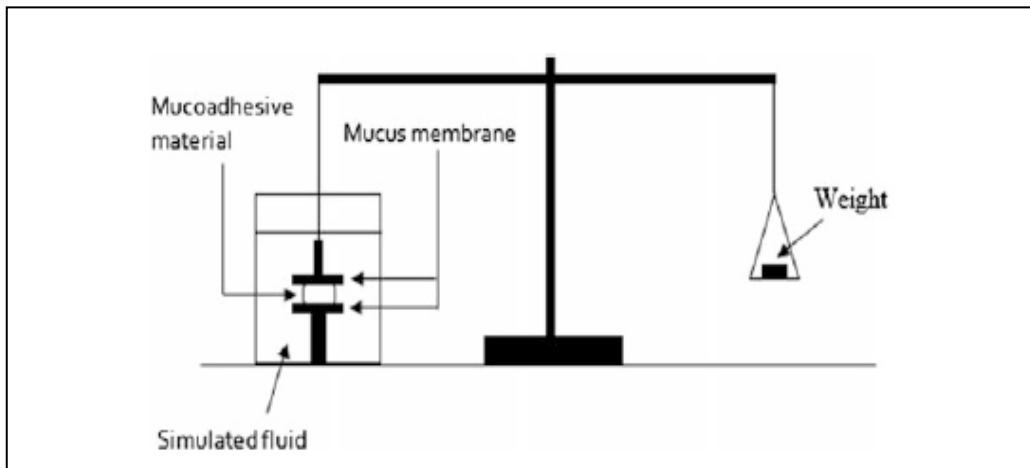 Mucoadhesive
material
Mucus membrane
Weight
Simulated fluid